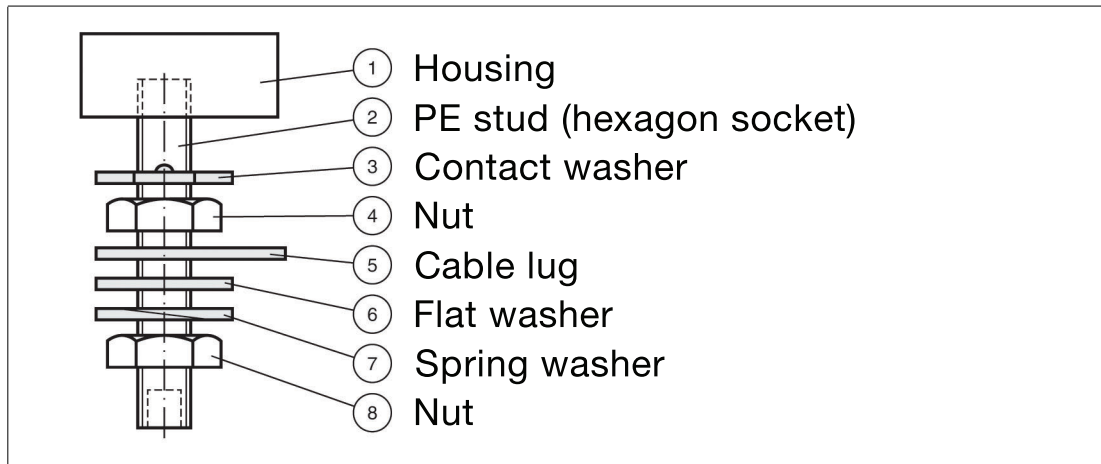 1 Housing
2 PE stud (hexagon socket)
3 Contact washer
4 Nut
5 Cable lug
6 Flat washer
7 Spring washer
8 Nut